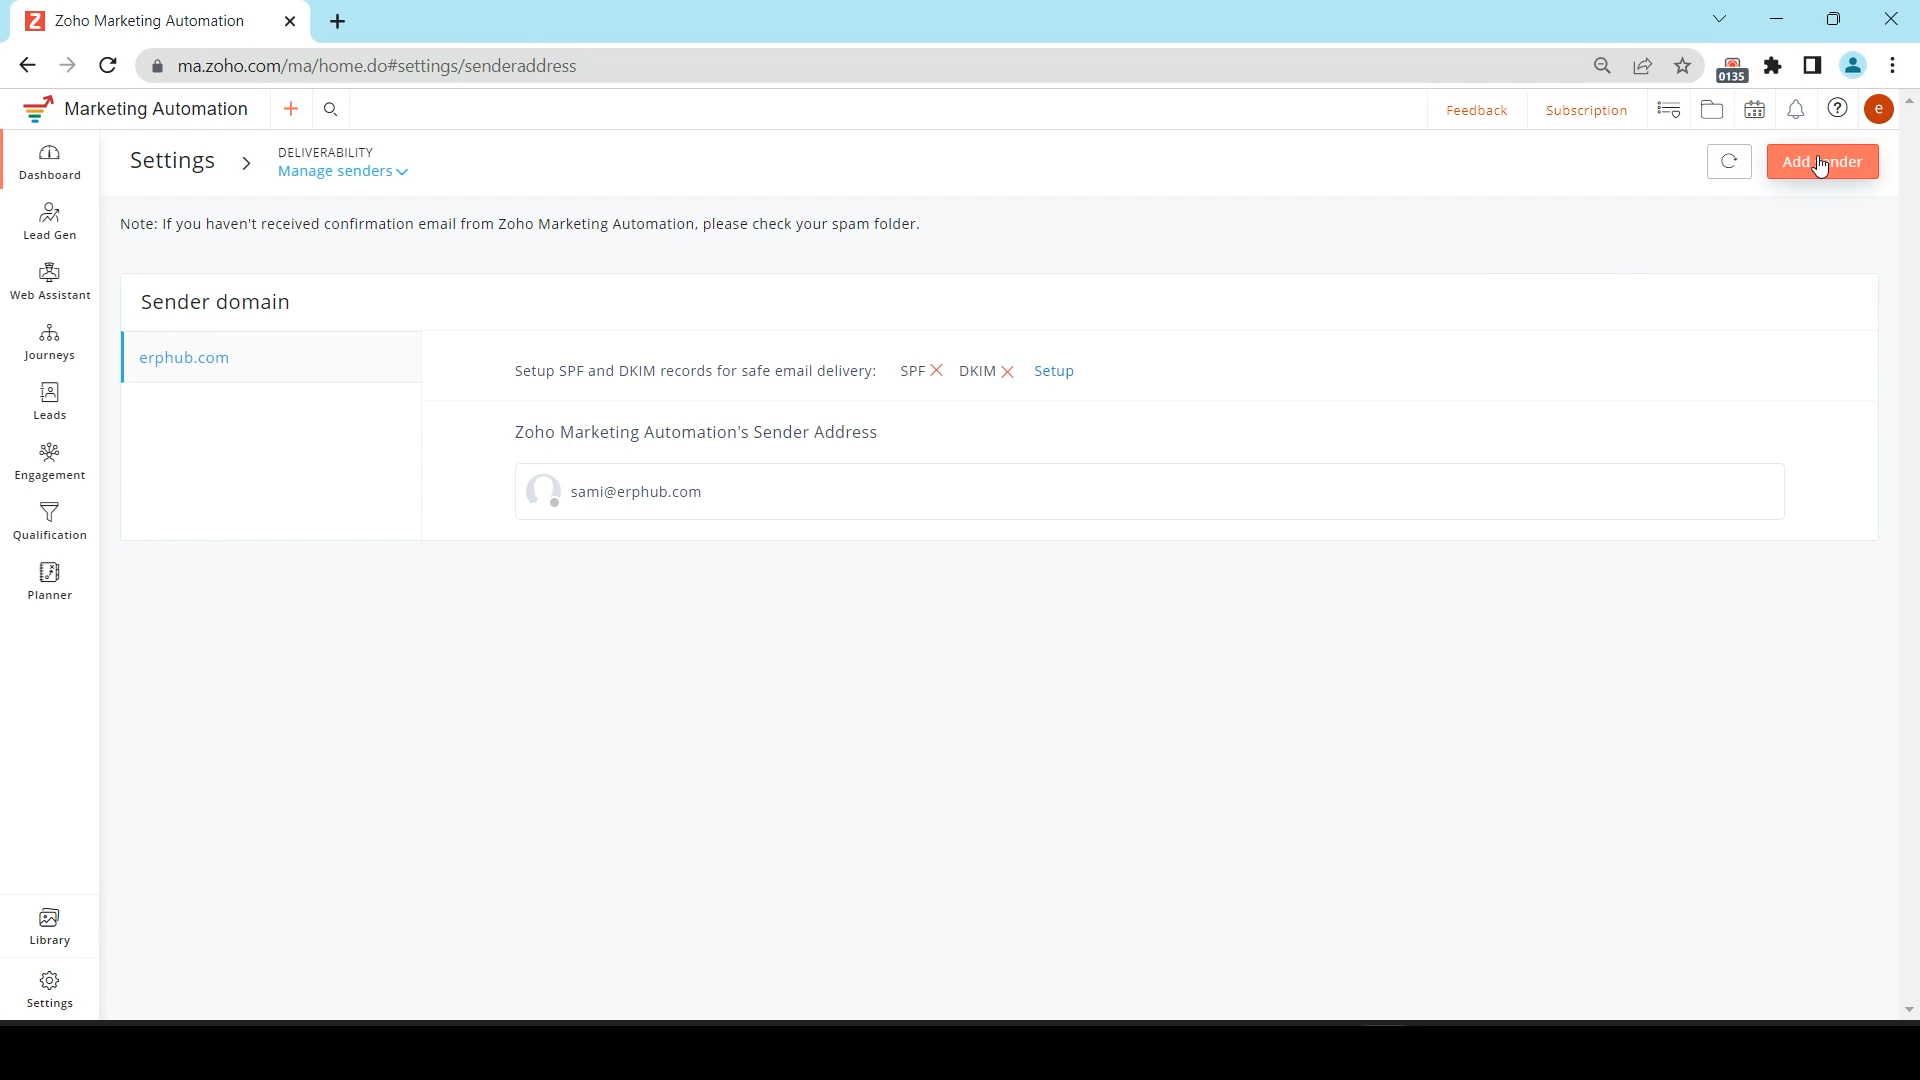 Zoho Marketing Automation
ma.zoho.com/ma/home.do#settings/senderaddress
0135
Marketing Automation
Feedback
Subscription
e
Dashboard
Lead Gen
Web Assistant
Journeys
Leads
Engagement
Qualification
Planner
Library
Settings
Settings
DELIVERABILITY
Manage senders
Add
Note: If you haven't received confirmation email from Zoho Marketing Automation, please check your spam folder.
Sender domain
erphub.com
Setup SPF and DKIM records for safe email delivery: SPF DKIM Setup
Zoho Marketing Automation's Sender Address
sami@erphub.com